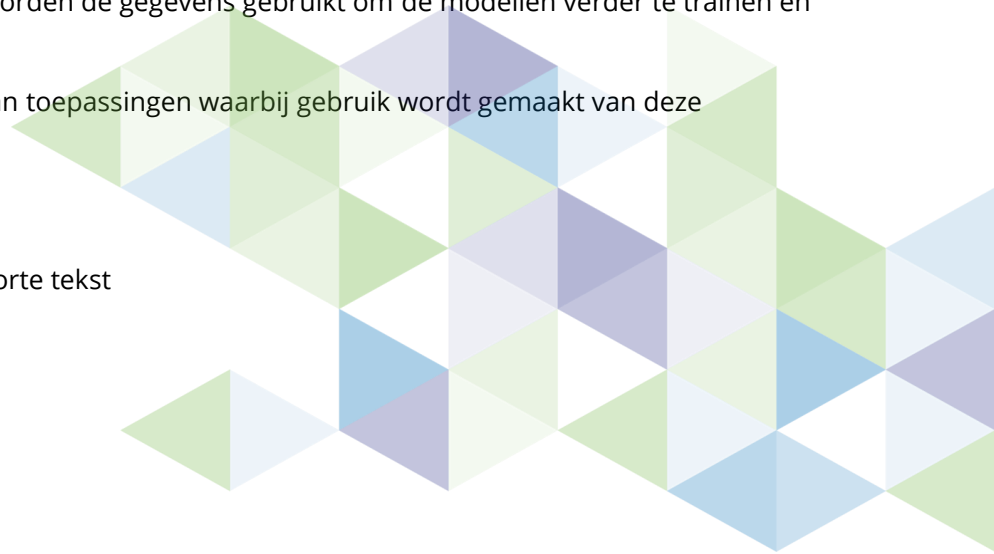 orden de gegevens gebruikt om de modellen verder te trainen en
n toepassingen waarbij gebruik wordt gemaakt van deze
orte tekst